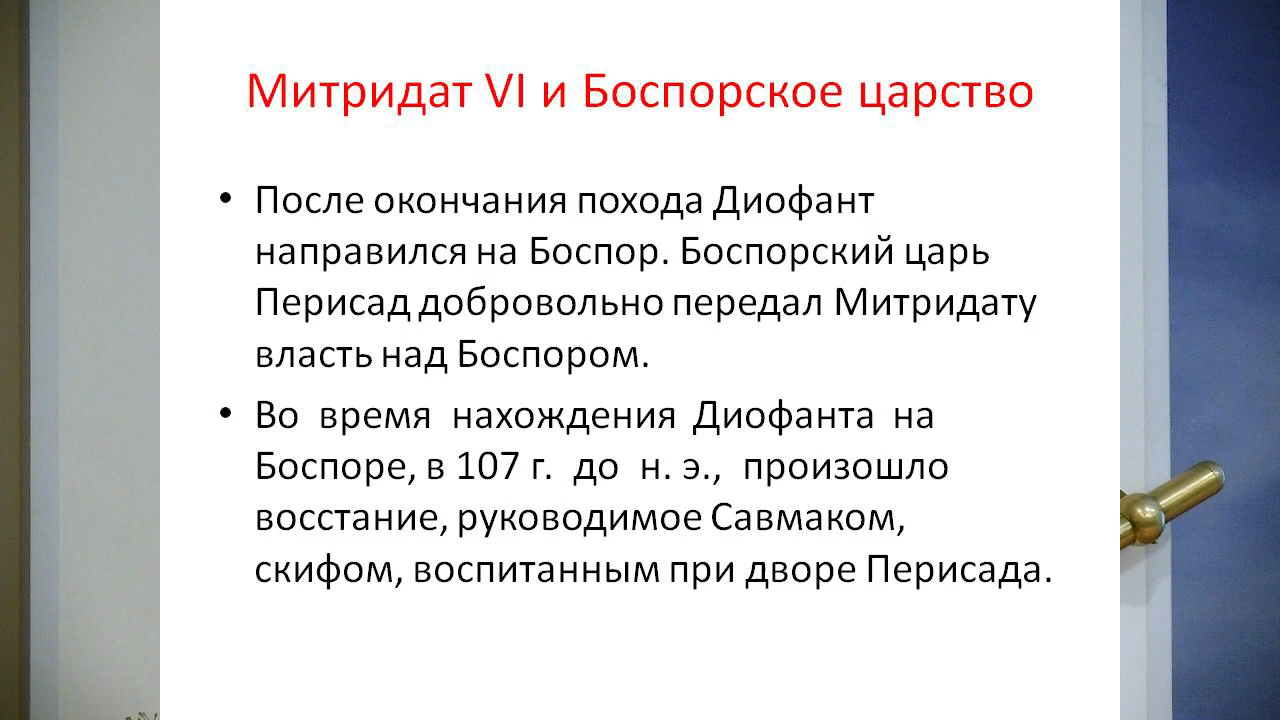 Митридат VI и Боспорское царство
• После окончания похода Диофант
направился на Боспор. Боспорский царь
Перисад добровольно передал Митридату
власть над Боспором.
• Во время нахождения Диофанта на
Боспоре, в 107 г. до н. э., произошло
восстание, руководимое Савмаком,
скифом, воспитанным при дворе Перисада.